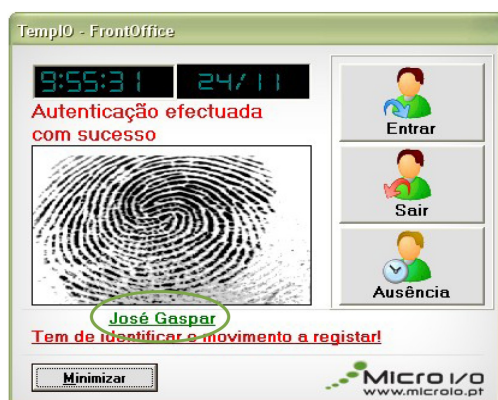 TempIO - FrontOffice
9:55:31 24/11
Autenticação efectuada
com sucesso
Entrar
Sair
Ausência
José Gaspar
Tem de identificar o movimento a registar!
Minimizar
Micro I/O
www.microio.pt